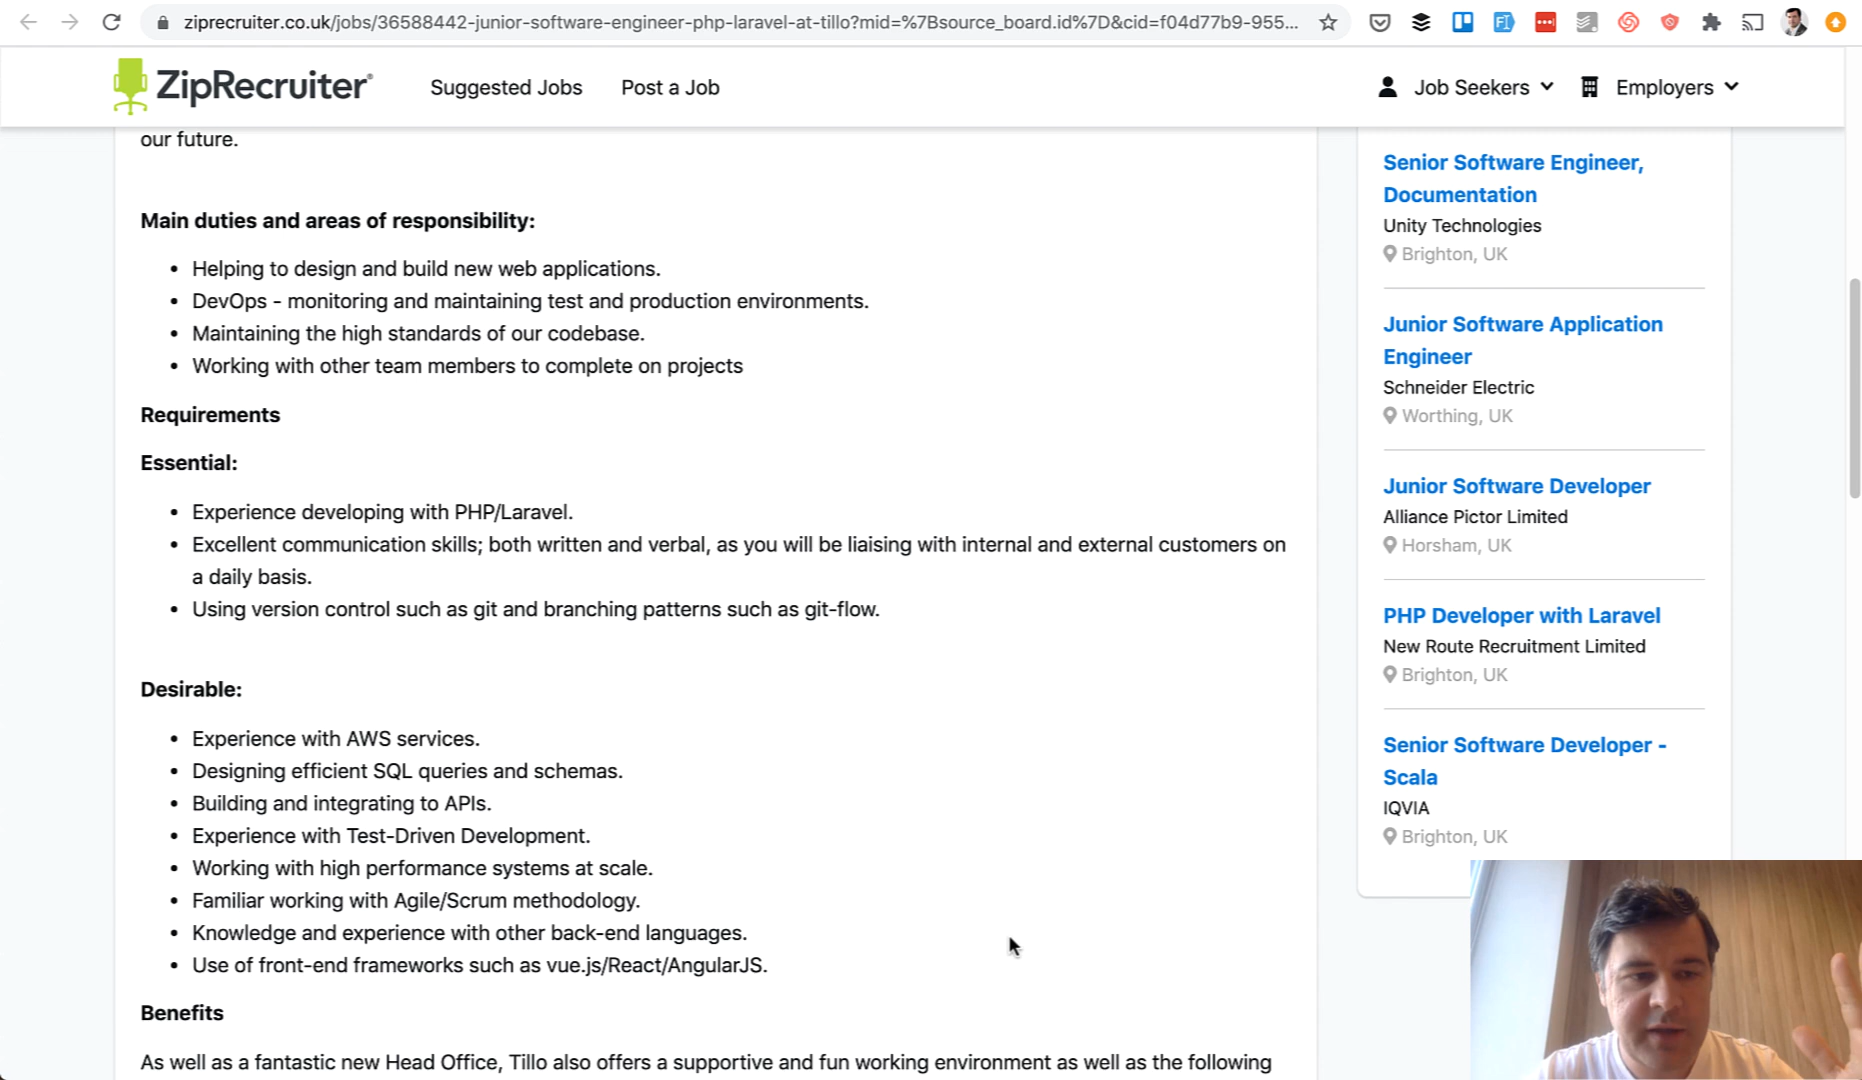 ziprecruiter.co.uk/jobs/36588442-junior-software-engineer-php-laravel-at-tillo?mid=%7Bsource_board.id%7D&cid=f04d77b9-955...
ZipRecruiter
Suggested Jobs
Post a Job
Job Seekers
Employers
our future.
Main duties and areas of responsibility:
• Helping to design and build new web applications.
• DevOps - monitoring and maintaining test and production environments.
• Maintaining the high standards of our codebase.
• Working with other team members to complete on projects
Requirements
Essential:
• Experience developing with PHP/Laravel.
• Excellent communication skills; both written and verbal, as you will be liaising with internal and external customers on
a daily basis.
• Using version control such as git and branching patterns such as git-flow.
Desirable:
• Experience with AWS services.
• Designing efficient SQL queries and schemas.
• Building and integrating to APIs.
• Experience with Test-Driven Development.
• Working with high performance systems at scale.
• Familiar working with Agile/Scrum methodology.
• Knowledge and experience with other back-end languages.
• Use of front-end frameworks such as vue.js/React/AngularJS.
Benefits
As well as a fantastic new Head Office, Tillo also offers a supportive and fun working environment as well as the following
Senior Software Engineer,
Documentation
Unity Technologies
Brighton, UK
Junior Software Application
Engineer
Schneider Electric
Worthing, UK
Junior Software Developer
Alliance Pictor Limited
Horsham, UK
PHP Developer with Laravel
New Route Recruitment Limited
Brighton, UK
Senior Software Developer -
Scala
IQVIA
Brighton, UK